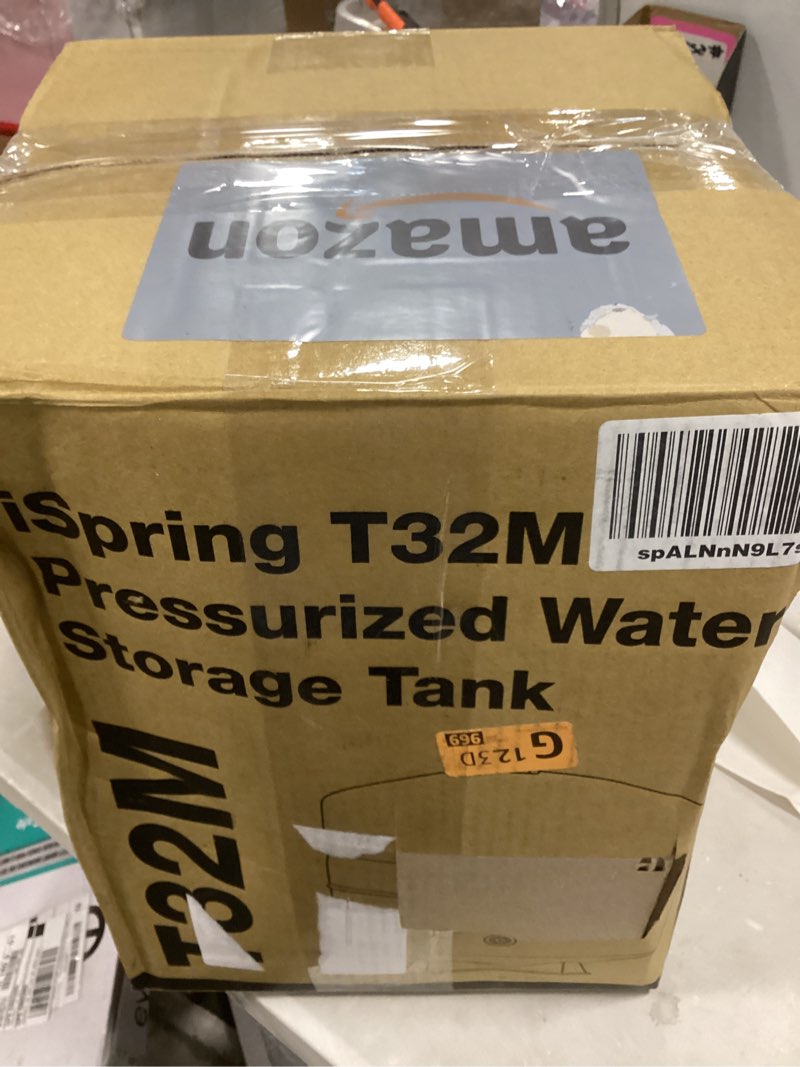 amazon
spALNnN9L7
iSpring T32M
Pressurized Water
Storage Tank
G
123D
969
T32M